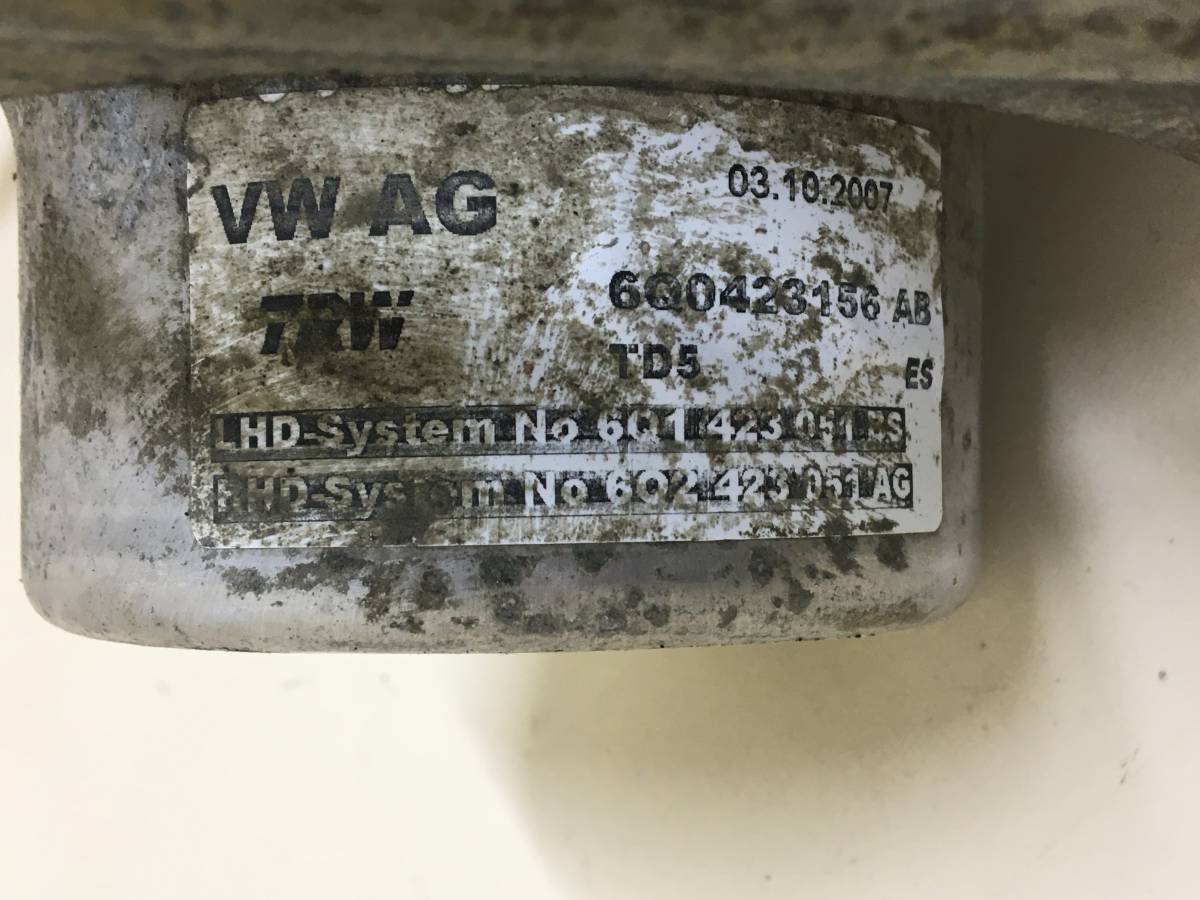 VW AG
03.10.2007
TRW
6Q0423156 AB
TD5
ES
LHD-System No 6Q1 423 051 BS
RHD-System No 6Q2 423 051 AG